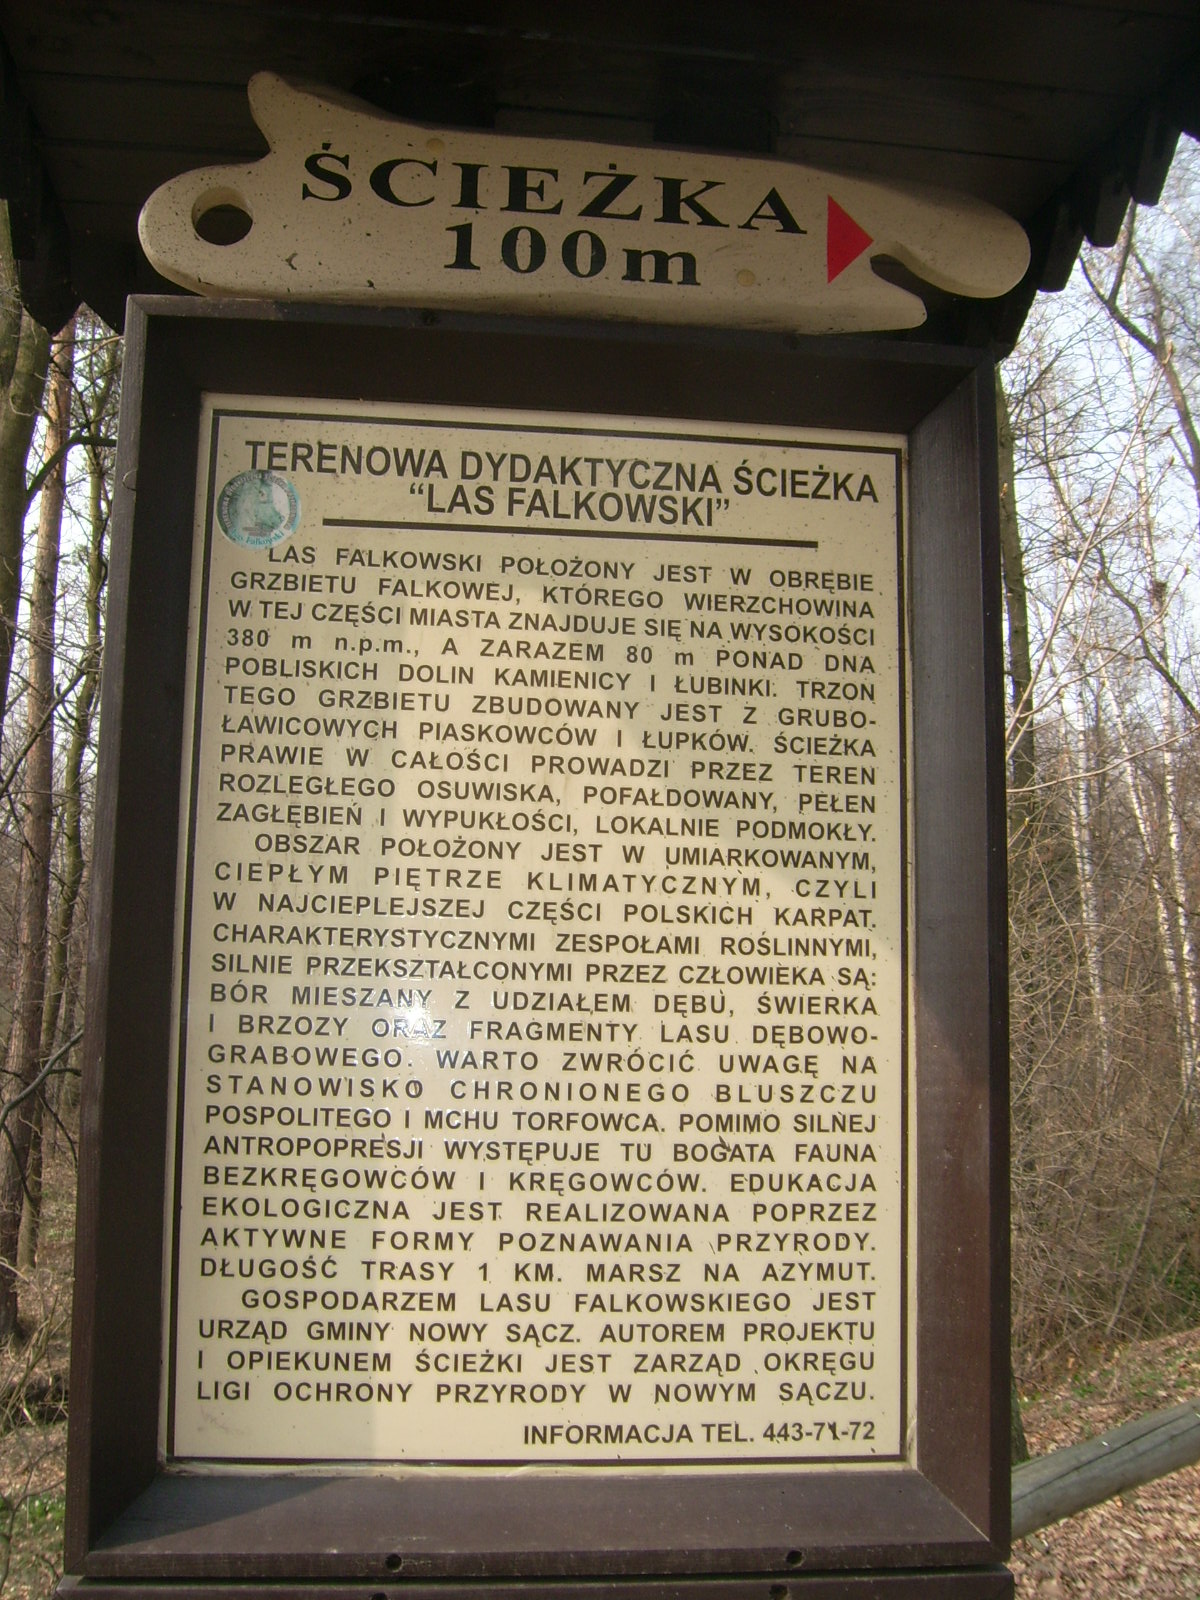 ŚCIEŻKA
100m
TERENOWA DYDAKTYCZNA ŚCIEŻKA
“LAS FALKOWSKI”
LAS FALKOWSKI POŁOŻONY JEST W OBRĘBIE
GRZBIETU FALKOWEJ, KTÓREGO WIERZCHOWINA
W TEJ CZĘŚCI MIASTA ZNAJDUJE SIĘ NA WYSOKOŚCI
380 m n.p.m., A ZARAZEM 80 m PONAD DNA
POBLISKICH DOLIN KAMIENICY I ŁUBINKI. TRZON
TEGO GRZBIETU ZBUDOWANY JEST Z GRUBO-
ŁAWICOWYCH PIASKOWCÓW I ŁUPKÓW. ŚCIEŻKA
PRAWIE W CAŁOŚCI PROWADZI PRZEZ TEREN
ROZLEGŁEGO OSUWISKA, POFAŁDOWANY, PEŁEN
ZAGŁĘBIEŃ I WYPUKŁOŚCI, LOKALNIE PODMOKŁY.
OBSZAR POŁOŻONY JEST W UMIARKOWANYM,
CIEPŁYM PIĘTRZE KLIMATYCZNYM, CZYLI
W NAJCIEPLEJSZEJ CZĘŚCI POLSKICH KARPAT.
CHARAKTERYSTYCZNYMI ZESPOŁAMI ROŚLINNYMI,
SILNIE PRZEKSZTAŁCONYMI PRZEZ CZŁOWIEKA SĄ:
BÓR MIESZANY Z UDZIAŁEM DĘBU, ŚWIERKA
I BRZOZY ORAZ FRAGMENTY LASU DĘBOWO-
GRABOWEGO. WARTO ZWRÓCIĆ UWAGĘ NA
STANOWISKO CHRONIONEGO BLUSZCZU
POSPOLITEGO I MCHU TORFOWCA. POMIMO SILNEJ
ANTROPOPRESJI WYSTĘPUJE TU BOGATA FAUNA
BEZKRĘGOWCÓW I KRĘGOWCÓW. EDUKACJA
EKOLOGICZNA JEST REALIZOWANA POPRZEZ
AKTYWNE FORMY POZNAWANIA PRZYRODY.
DŁUGOŚĆ TRASY 1 KM. MARSZ NA AZYMUT.
GOSPODARZEM LASU FALKOWSKIEGO JEST
URZĄD GMINY NOWY SĄCZ. AUTOREM PROJEKTU
I OPIEKUNEM ŚCIEŻKI JEST ZARZĄD OKRĘGU
LIGI OCHRONY PRZYRODY W NOWYM SĄCZU.
INFORMACJA TEL. 443-71-72